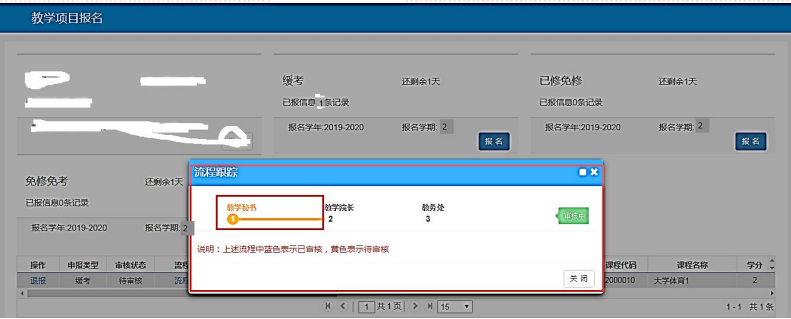 教学项目报名
缓考 还剩余1天
已报信息 1条记录
报名学年:2019-2020 报名学期: 2
报 名
已修免修 还剩余1天
已报信息0条记录
报名学年:2019-2020 报名学期: 2
报 名
免修免考 还剩余1天
已报信息0条记录
报名学年:2019-2020 报名学期: 2
流程跟踪
教学秘书 教学院长 教务处
1 2 3
审核中
说明：上述流程中蓝色表示已审核，黄色表示待审核
关 闭
操作 申报类型 审核状态 流程 课程代码 课程名称 学分
退报 缓考 待审核 流程 2000010 大学体育1 2
1 共1页 15
1 - 1 共 1 条